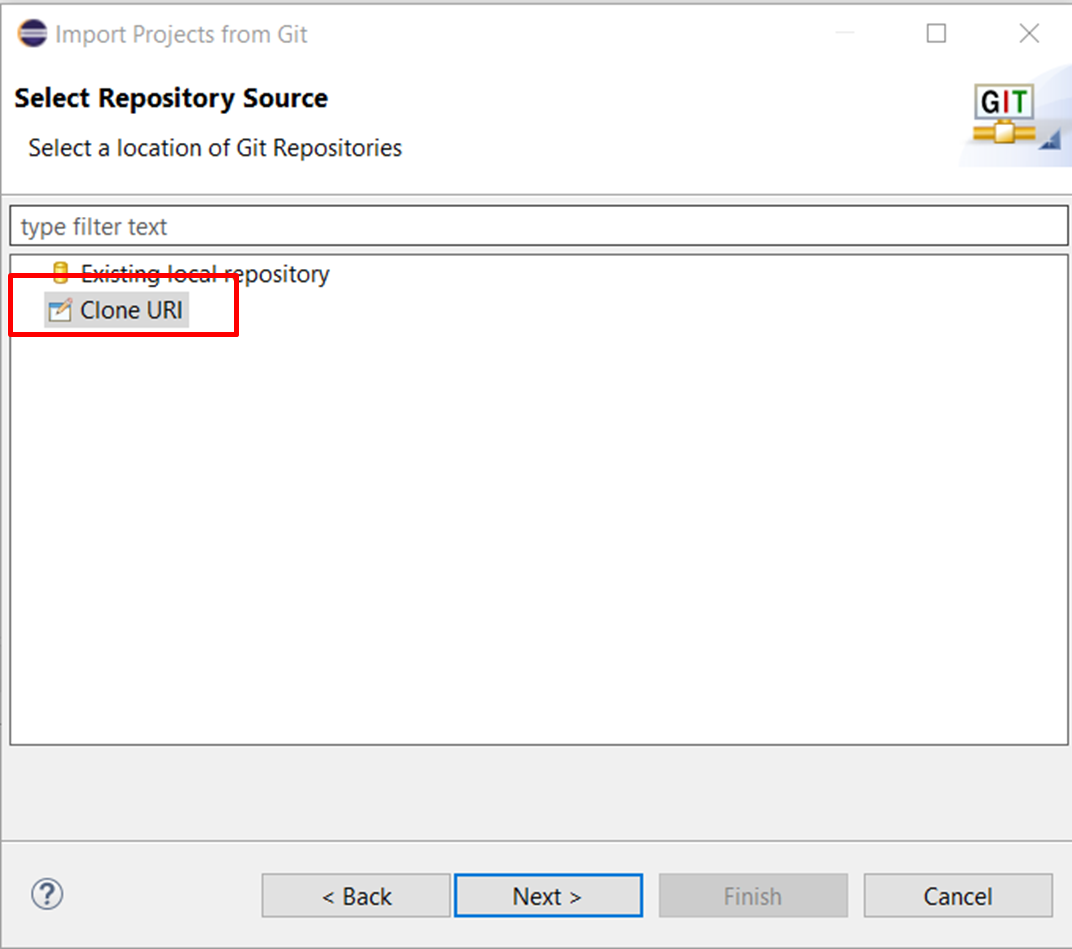 Import Projects from Git
Select Repository Source
GIT
Select a location of Git Repositories
type filter text
Existing local repository
Clone URI
?
< Back
Next >
Finish
Cancel